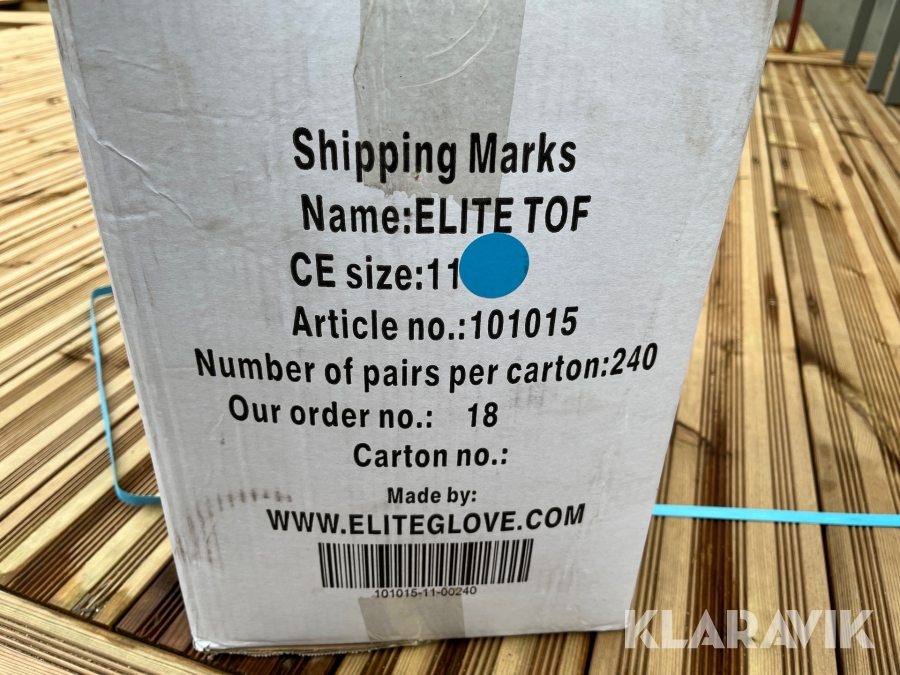 Shipping Marks
Name:ELITE TOF
CE size:11
Article no.:101015
Number of pairs per carton:240
Our order no.: 18
Carton no.:
Made by:
WWW.ELITEGLOVE.COM
101015-11-00240
KLARAVIK